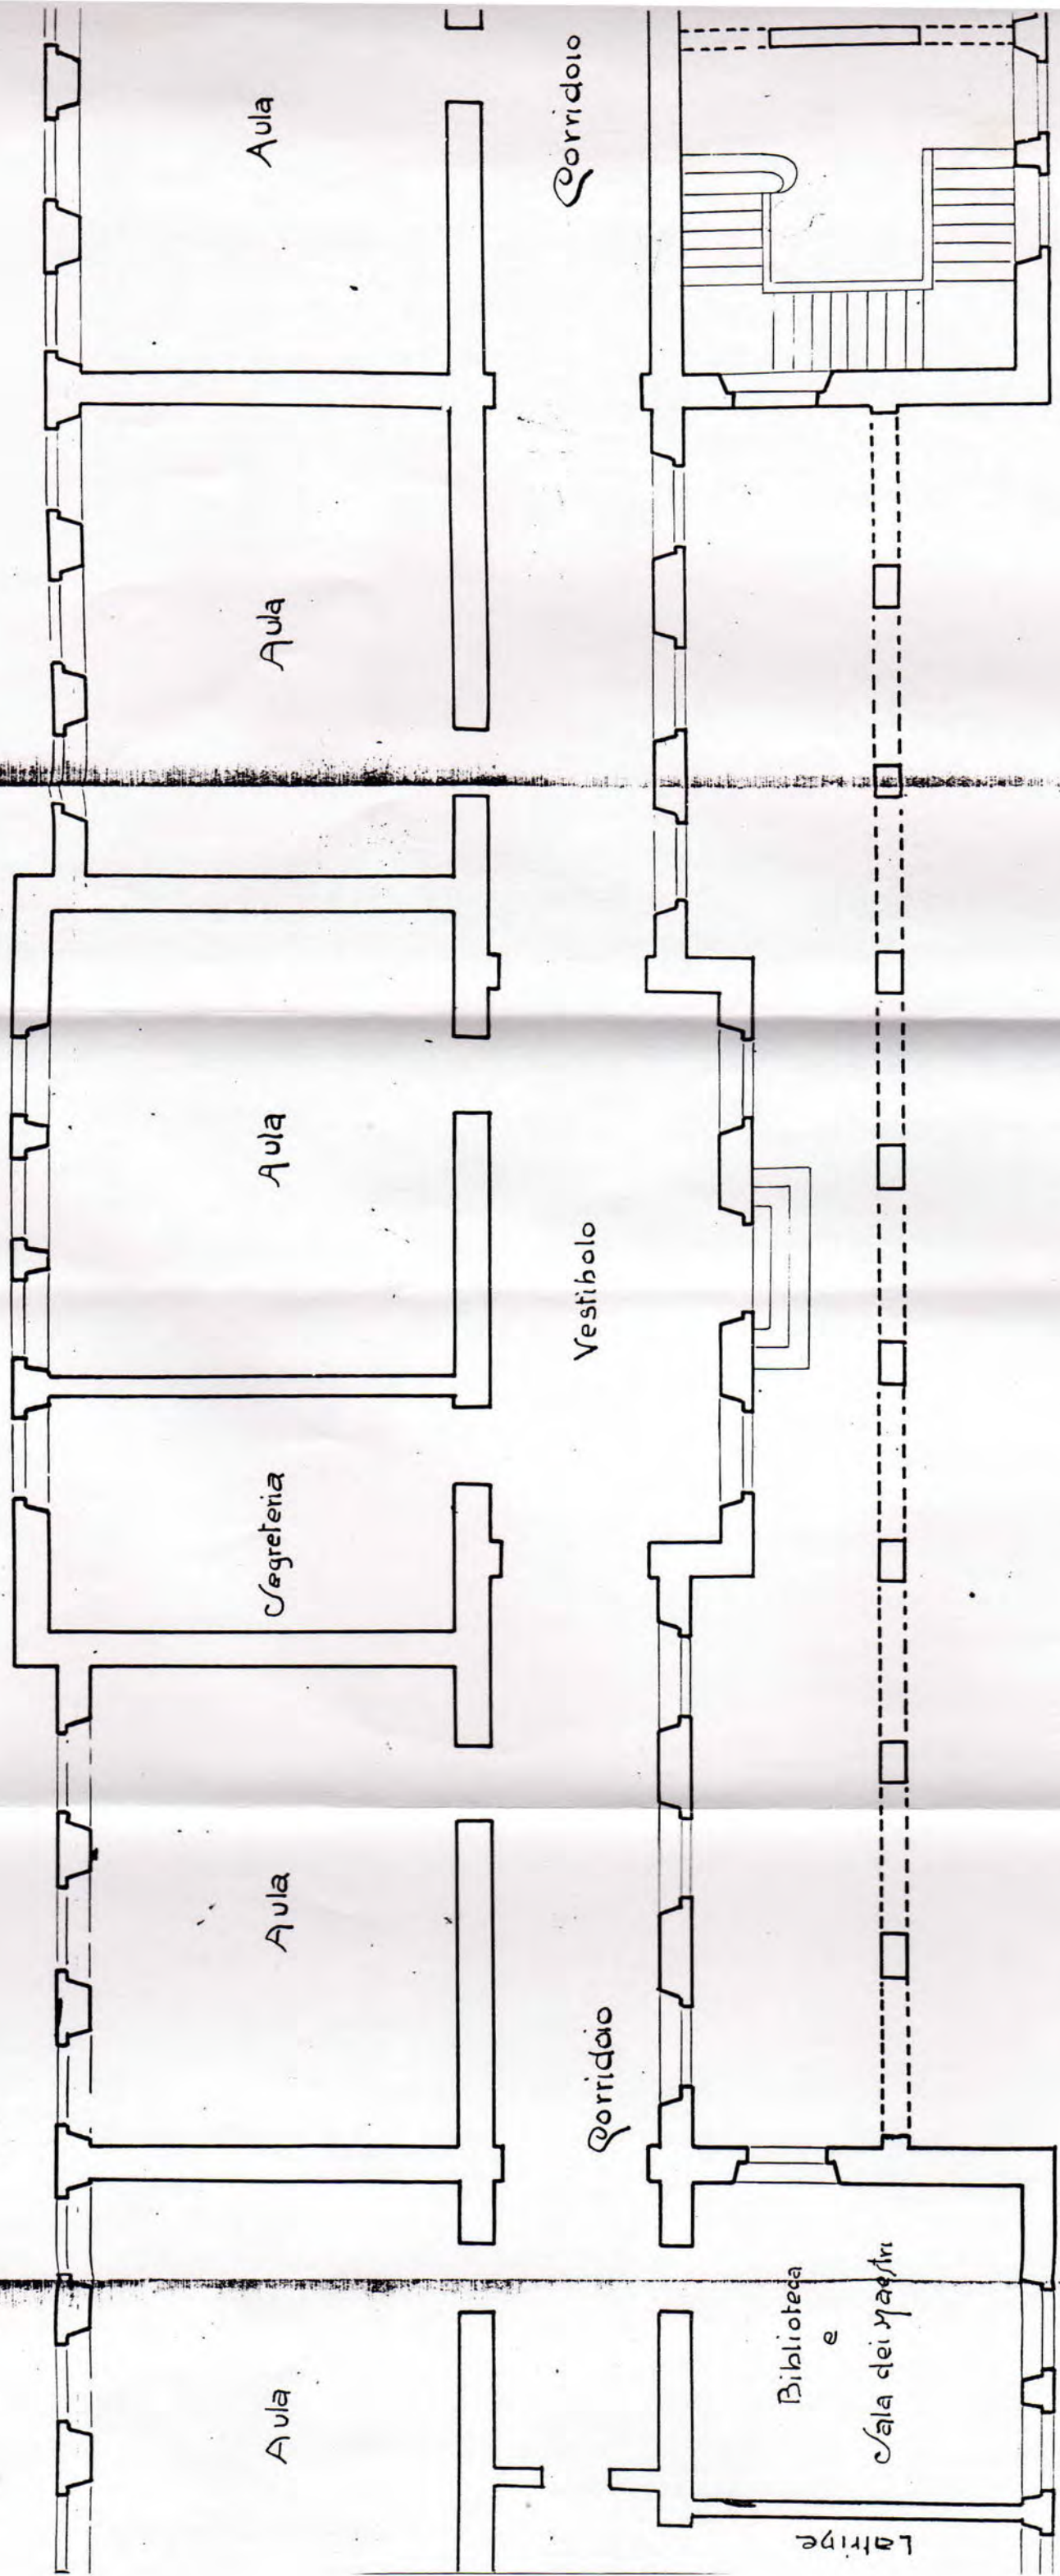 Aula
Corridoio
Aula
Aula
Vestibolo
Segreteria
Aula
Corridoio
Aula
Biblioteca
e
Sala dei Maestri
Latrine